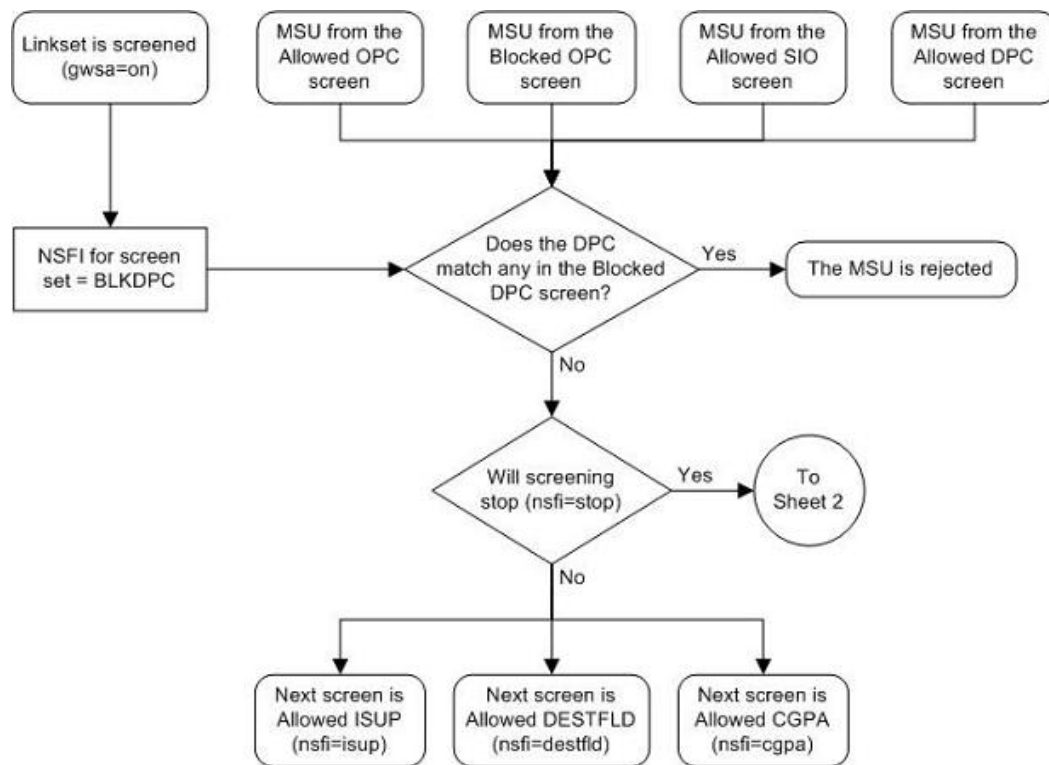 Linkset is screened
(gwsa=on)
MSU from the
Allowed OPC
screen
MSU from the
Blocked OPC
screen
MSU from the
Allowed SIO
screen
MSU from the
Allowed DPC
screen
NSFI for screen
set = BLKDPC
Does the DPC
match any in the Blocked
DPC screen?
Yes
The MSU is rejected
No
Will screening
stop (nsfi=stop)
Yes
To
Sheet 2
No
Next screen is
Allowed ISUP
(nsfi=isup)
Next screen is
Allowed DESTFLD
(nsfi=destfld)
Next screen is
Allowed CGPA
(nsfi=cgpa)